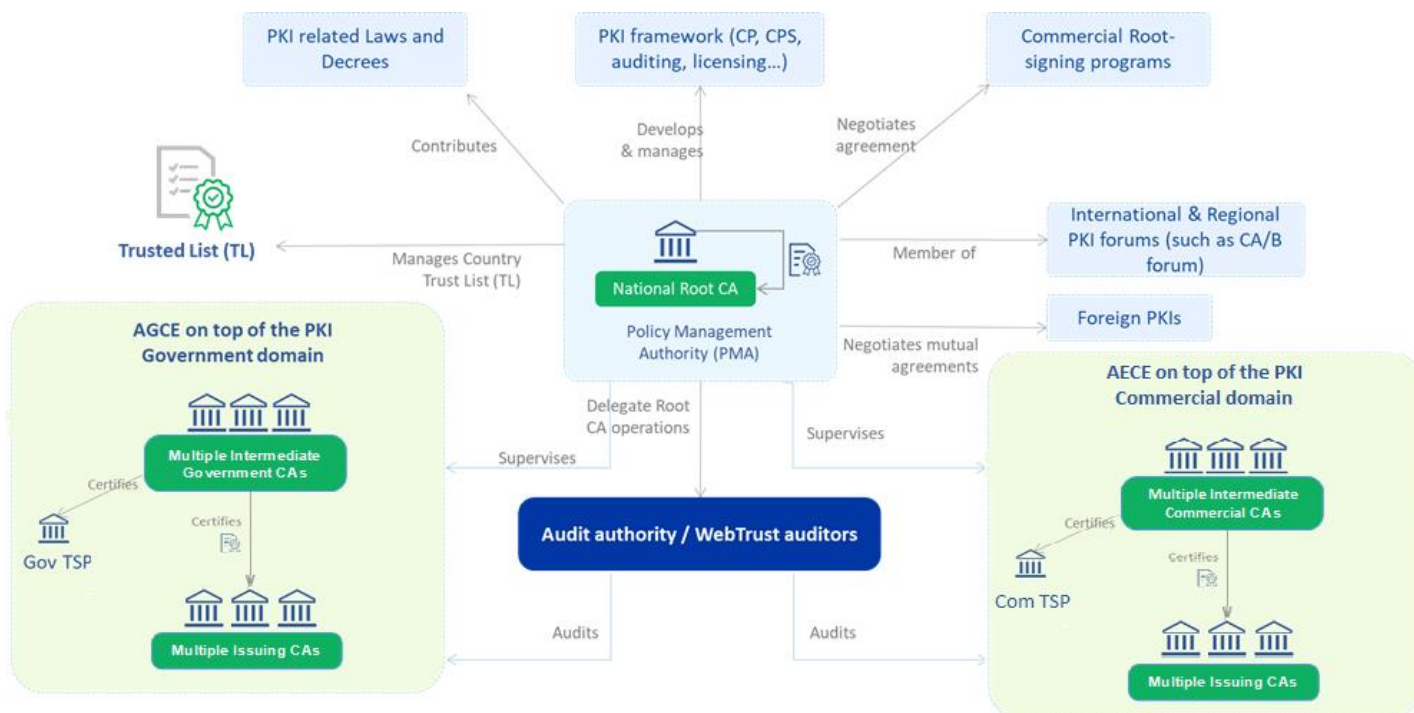 PKI related Laws and
Decrees
PKI framework (CP, CPS,
auditing, licensing...)
Commercial Root-
signing programs
Contributes
Develops
& manages
Negotiates
agreement
Trusted List (TL)
Manages Country
Trust List (TL)
National Root CA
Policy Management
Authority (PMA)
Member of
International & Regional
PKI forums (such as CA/B
forum)
Negotiates mutual
agreements
Foreign PKIs
AGCE on top of the PKI
Government domain
Multiple Intermediate
Government CAs
Certifies
Gov TSP
Certifies
Multiple Issuing CAs
Supervises
Delegate Root
CA operations
Supervises
Audit authority / WebTrust auditors
Audits
Audits
AECE on top of the PKI
Commercial domain
Multiple Intermediate
Commercial CAs
Certifies
Com TSP
Certifies
Multiple Issuing CAs